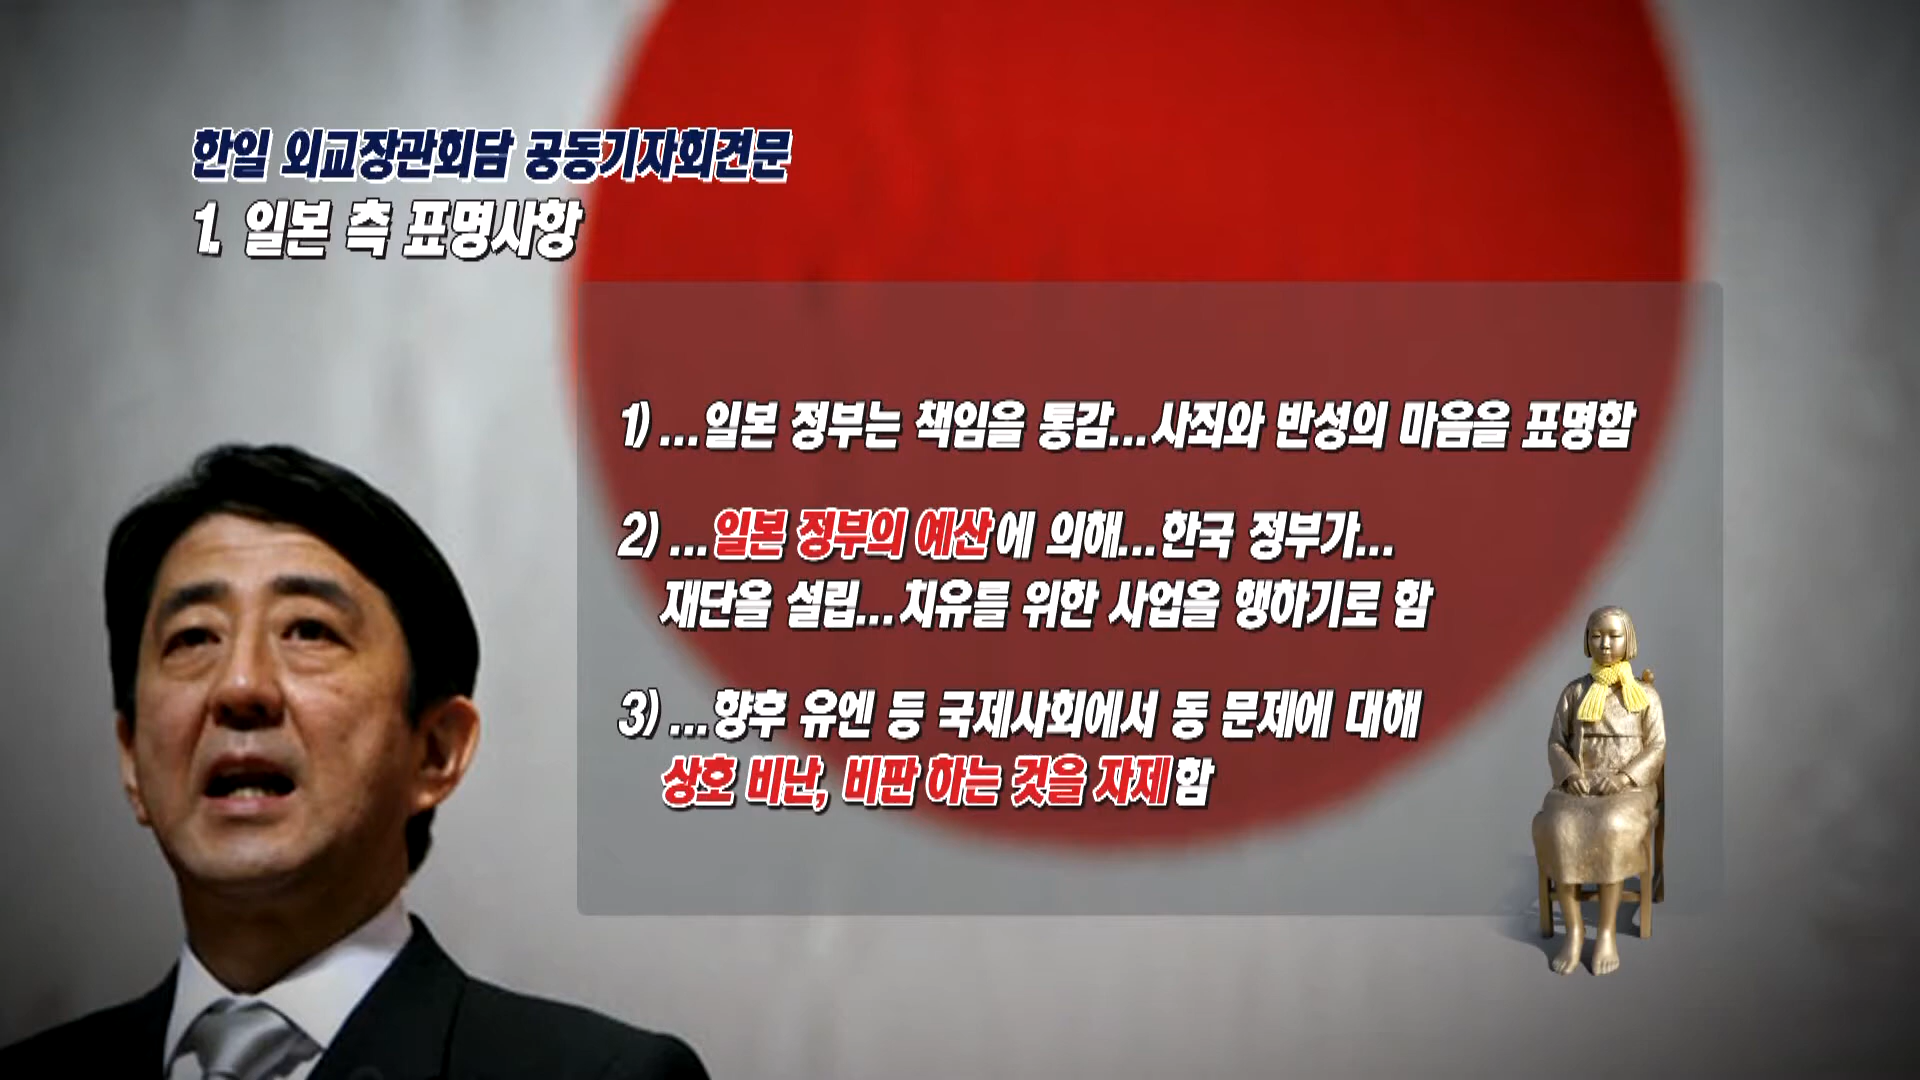 한일 외교장관회담 공동기자회견문
1. 일본 측 표명사항
1) ...일본 정부는 책임을 통감...사죄와 반성의 마음을 표명함
2) ...일본 정부의 예산에 의해...한국 정부가...
재단을 설립...치유를 위한 사업을 행하기로 함
3) ...향후 유엔 등 국제사회에서 동 문제에 대해
상호 비난, 비판 하는 것을 자제함